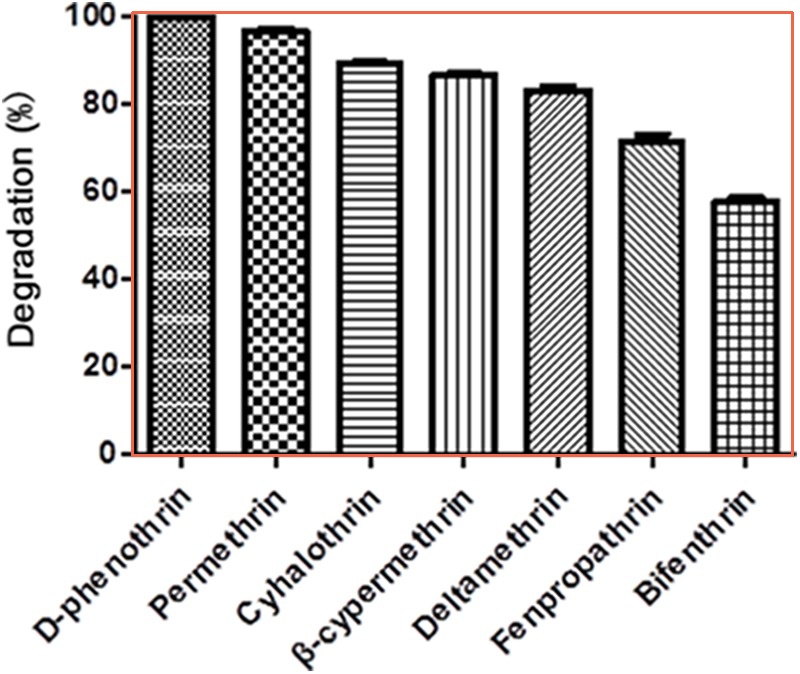 Degradation (%)
100
80
60
40
20
0
D-phenothrin
Permethrin
Cyhalothrin
β-cypermethrin
Deltamethrin
Fenpropathrin
Bifenthrin